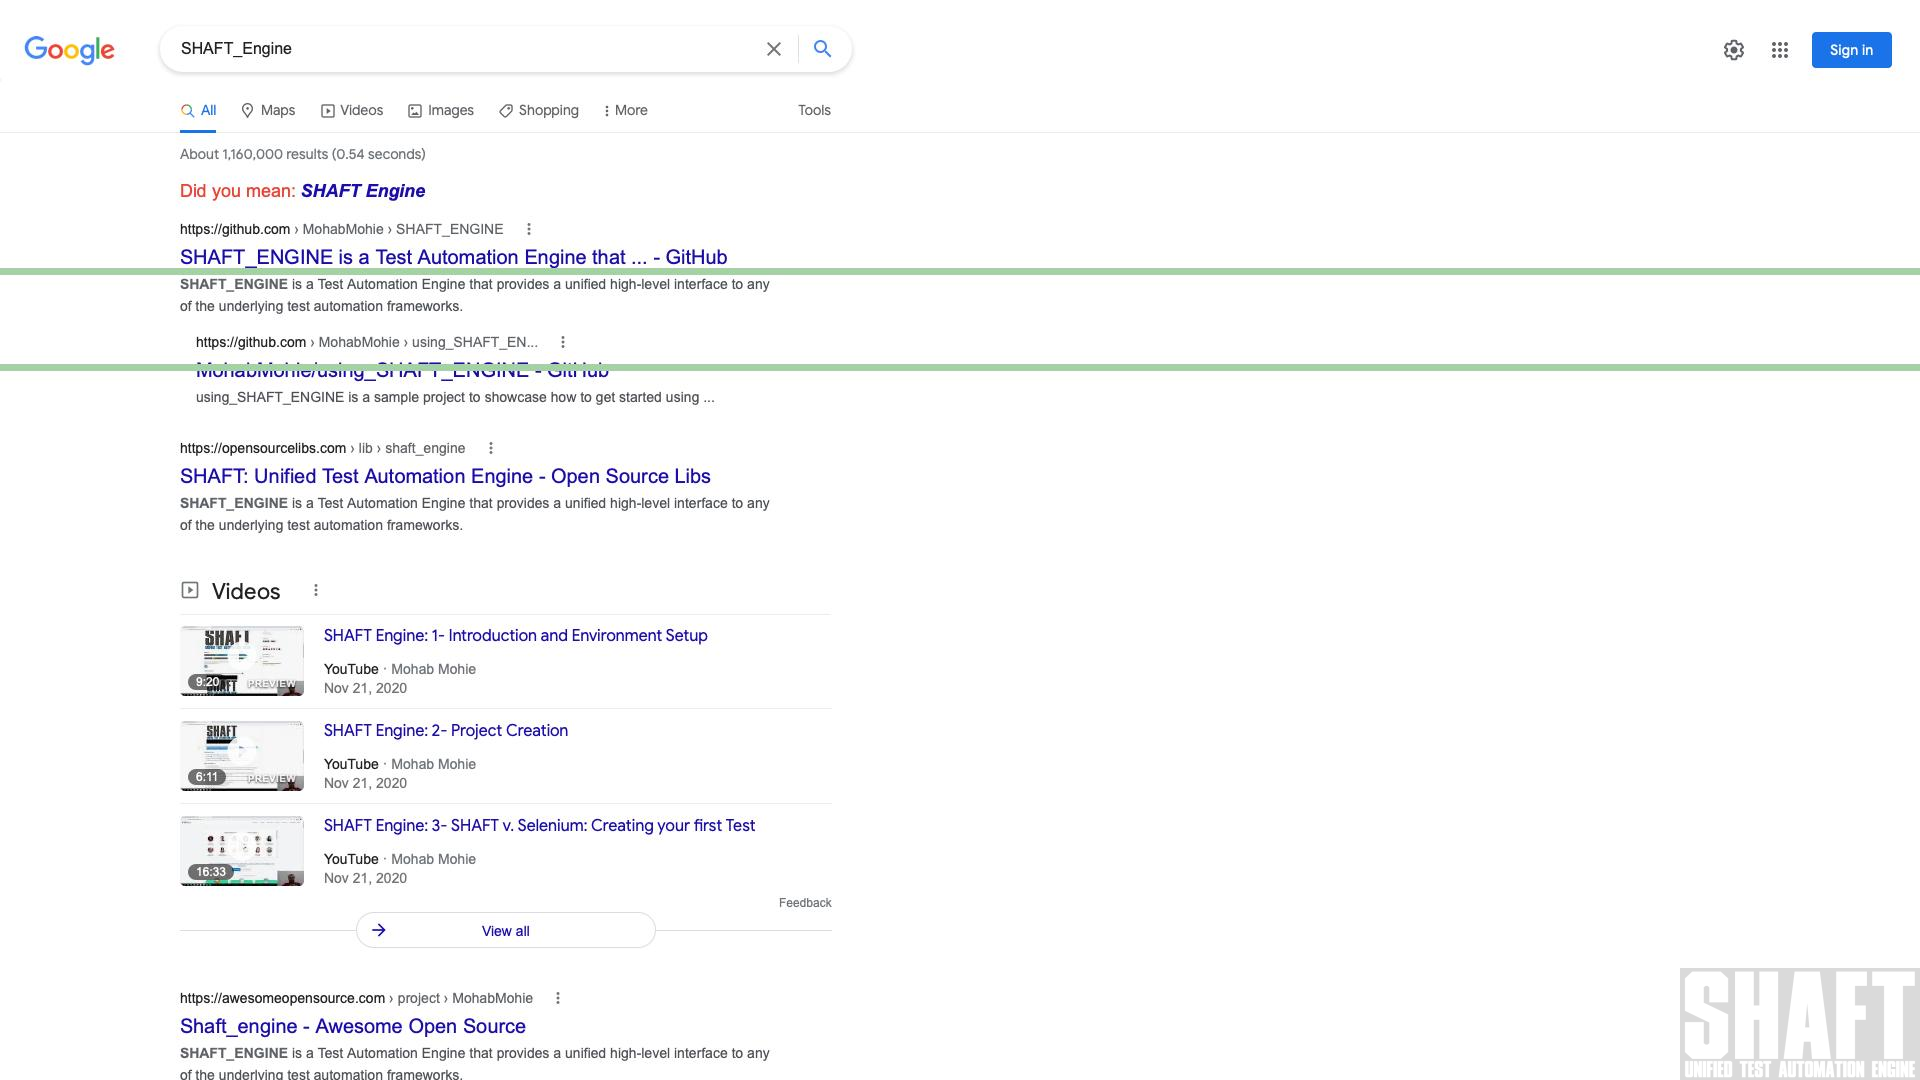 Google
SHAFT_Engine
Sign in
All
Maps
Videos
Images
Shopping
More
Tools
About 1,160,000 results (0.54 seconds)
Did you mean: SHAFT Engine
https://github.com › MohabMohie › SHAFT_ENGINE
SHAFT_ENGINE is a Test Automation Engine that ... - GitHub
SHAFT_ENGINE is a Test Automation Engine that provides a unified high-level interface to any
of the underlying test automation frameworks.
https://github.com › MohabMohie › using_SHAFT_EN...
MohabMohie/using_SHAFT_ENGINE - GitHub
using_SHAFT_ENGINE is a sample project to showcase how to get started using ...
https://opensourcelibs.com › lib › shaft_engine
SHAFT: Unified Test Automation Engine - Open Source Libs
SHAFT_ENGINE is a Test Automation Engine that provides a unified high-level interface to any
of the underlying test automation frameworks.
Videos
SHAFT
SHAFT
9:20
PREVIEW
SHAFT Engine: 1- Introduction and Environment Setup
YouTube · Mohab Mohie
Nov 21, 2020
SHAFT
6:11
PREVIEW
SHAFT Engine: 2- Project Creation
YouTube · Mohab Mohie
Nov 21, 2020
16:33
SHAFT Engine: 3- SHAFT v. Selenium: Creating your first Test
YouTube · Mohab Mohie
Nov 21, 2020
Feedback
View all
https://awesomeopensource.com › project › MohabMohie
Shaft_engine - Awesome Open Source
SHAFT_ENGINE is a Test Automation Engine that provides a unified high-level interface to any
of the underlying test automation frameworks.
SHAFT
UNIFIED TEST AUTOMATION ENGINE